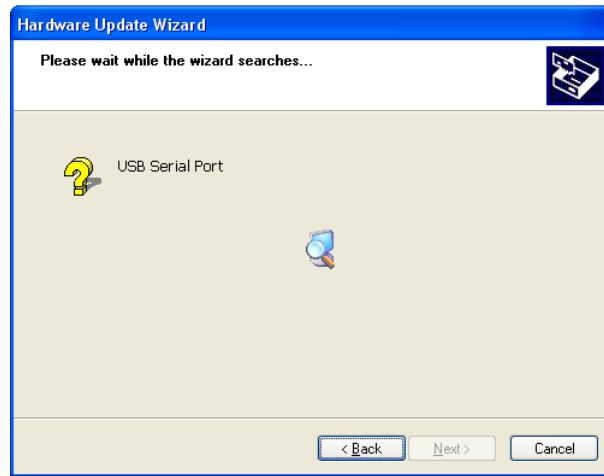 Hardware Update Wizard
Please wait while the wizard searches...
USB Serial Port
< Back
Next >
Cancel